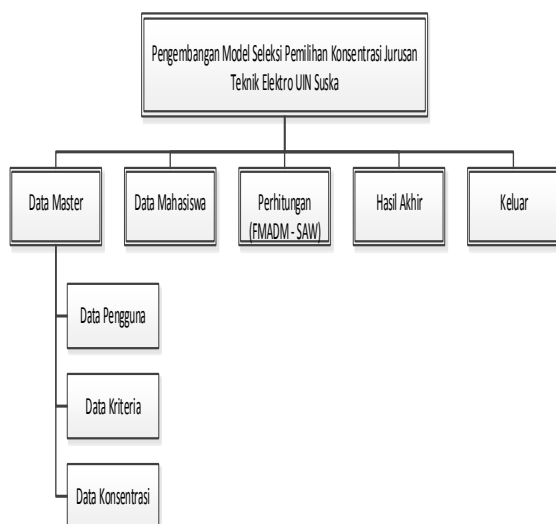 Pengembangan Model Seleksi Pemilihan Konsentrasi Jurusan
Teknik Elektro UIN Suska
Data Master
Data Mahasiswa
Perhitungan
(FMADM - SAW)
Hasil Akhir
Keluar
Data Pengguna
Data Kriteria
Data Konsentrasi